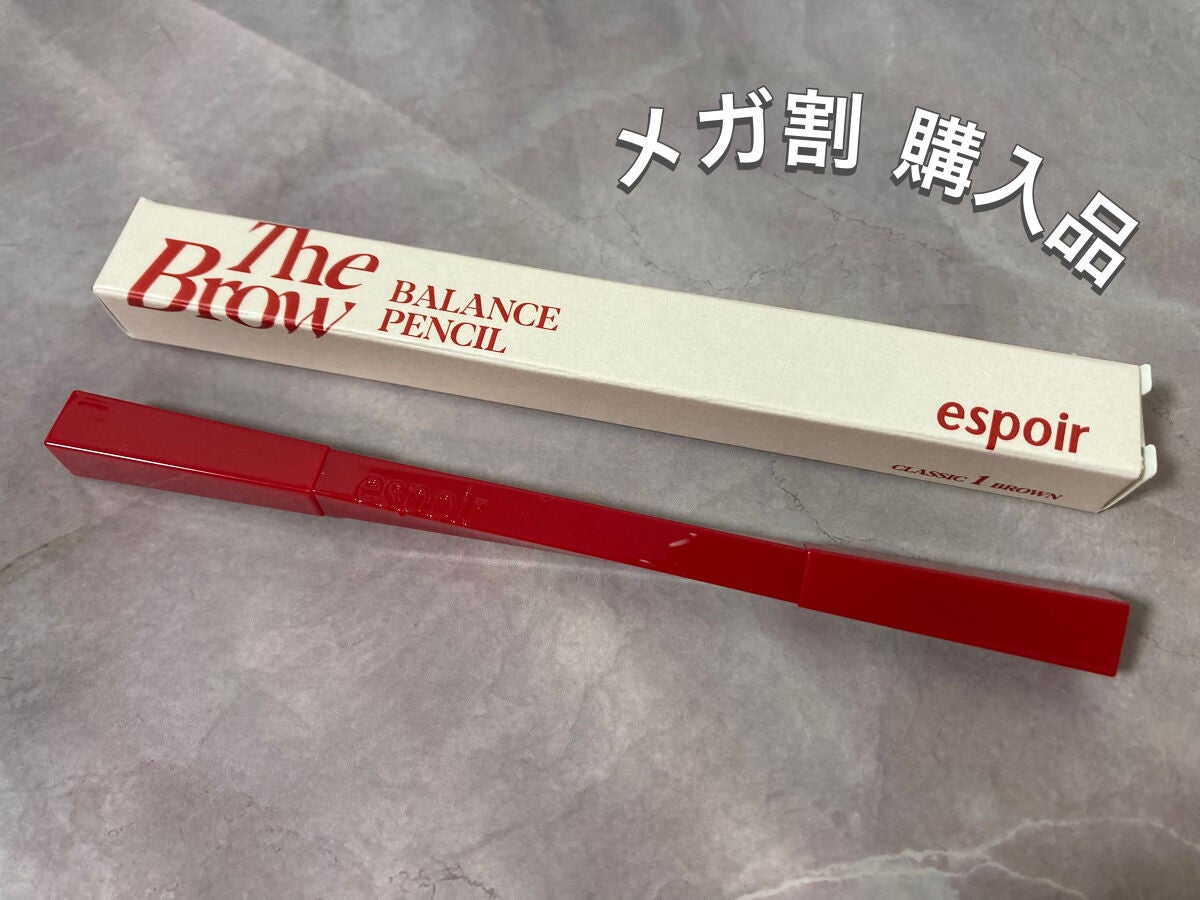 メガ割 購入品
The
Brow
BALANCE
PENCIL
espoir
CLASSIC 1 BROWN
espoir